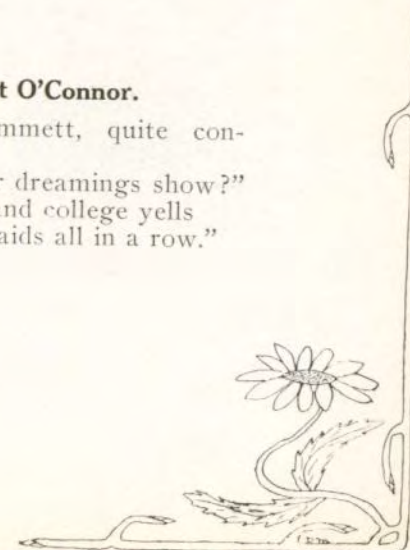 t O'Connor.
mmett, quite con-
r dreamings show?"
nd college yells
aids all in a row."